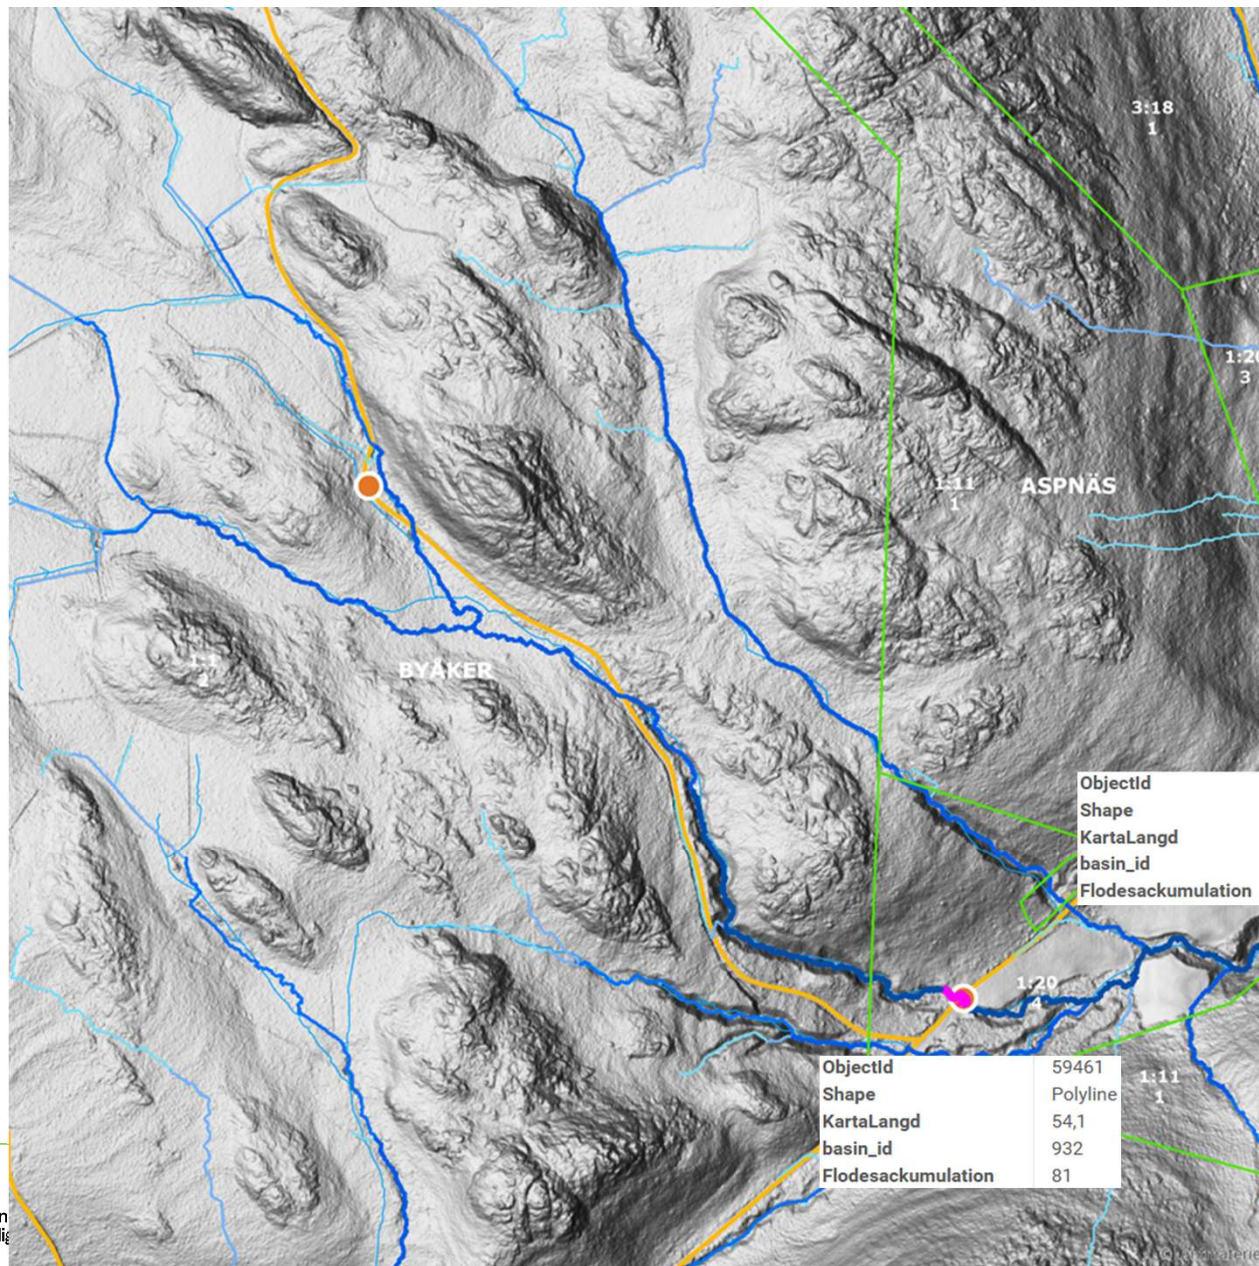 3:18
1
1:20
3
1:11
1
ASPNÄS
BYÅKER
1:1
ObjectId
Shape
KartaLangd
basin_id
Flodesackumulation
1:20
4
ObjectId 59461
Shape Polyline
KartaLangd 54,1
basin_id 932
Flodesackumulation 81
1:11
1